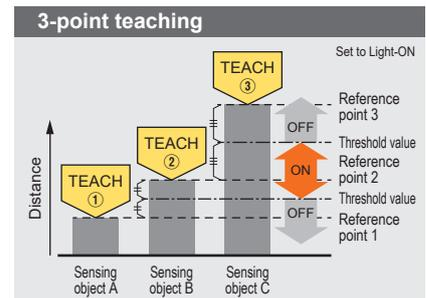 3-point teaching
Set to Light-ON
TEACH
③
TEACH
②
TEACH
①
Distance
OFF
ON
OFF
Reference
point 3
Threshold value
Reference
point 2
Threshold value
Reference
point 1
Sensing
object A
Sensing
object B
Sensing
object C